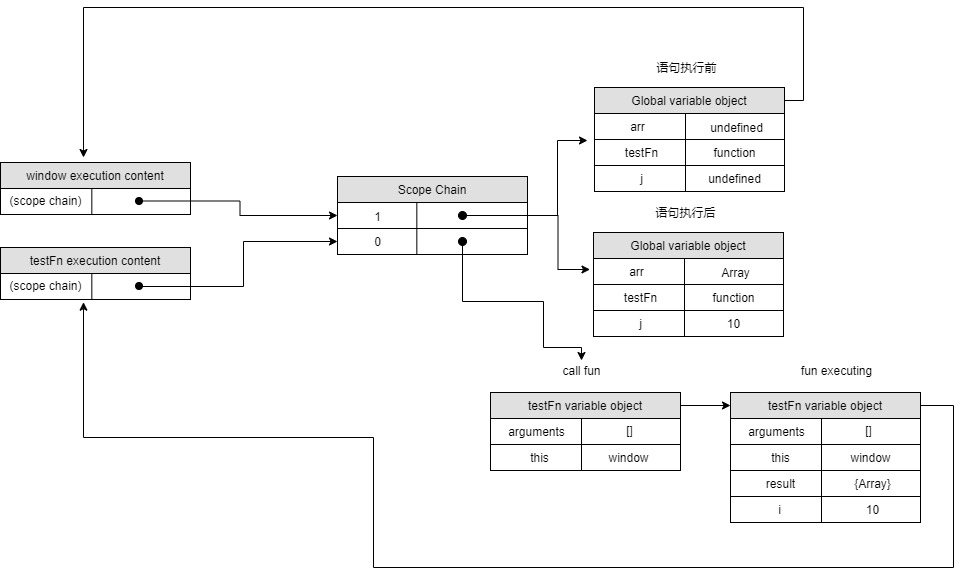 语句执行前
Global variable object
arr undefined
testFn function
j undefined
window execution content
(scope chain)
Scope Chain
1
0
语句执行后
Global variable object
arr Array
testFn function
j 10
testFn execution content
(scope chain)
call fun
testFn variable object
arguments []
this window
fun executing
testFn variable object
arguments []
this window
result {Array}
i 10